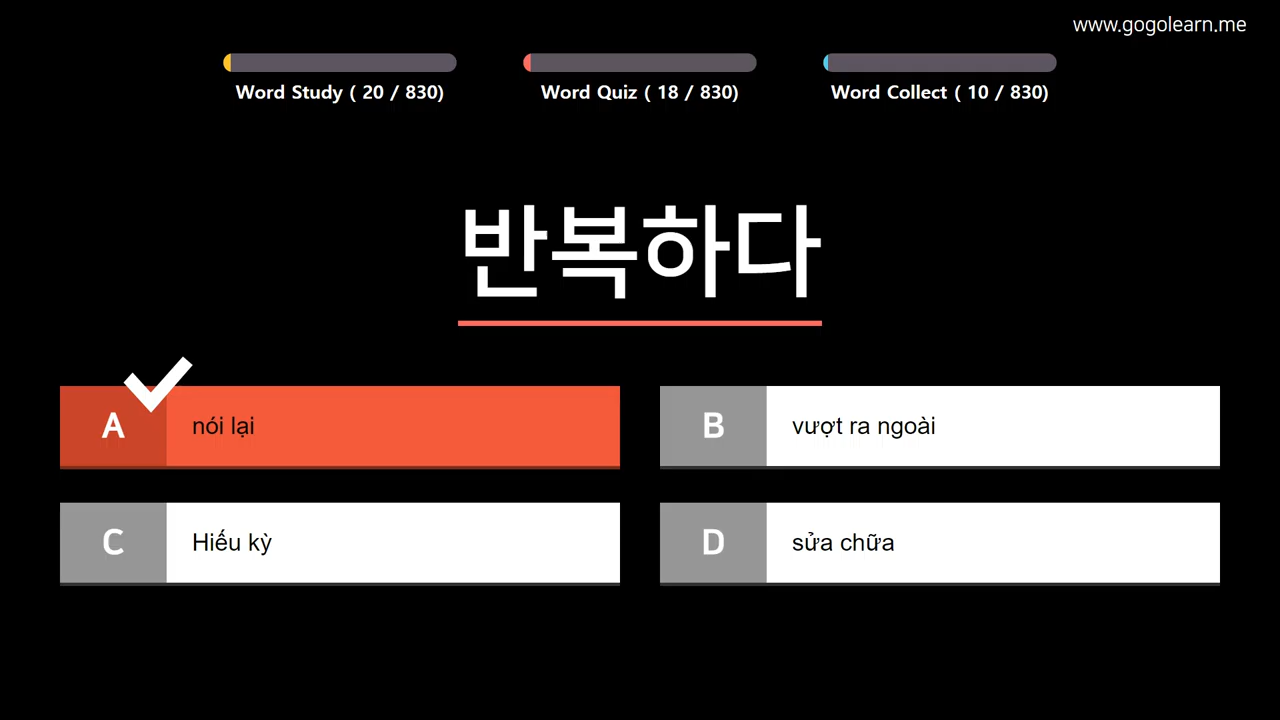 www.gogolearn.me
Word Study ( 20 / 830)
Word Quiz ( 18 / 830)
Word Collect ( 10 / 830)
반복하다
A nói lại
B vượt ra ngoài
C Hiếu kỳ
D sửa chữa